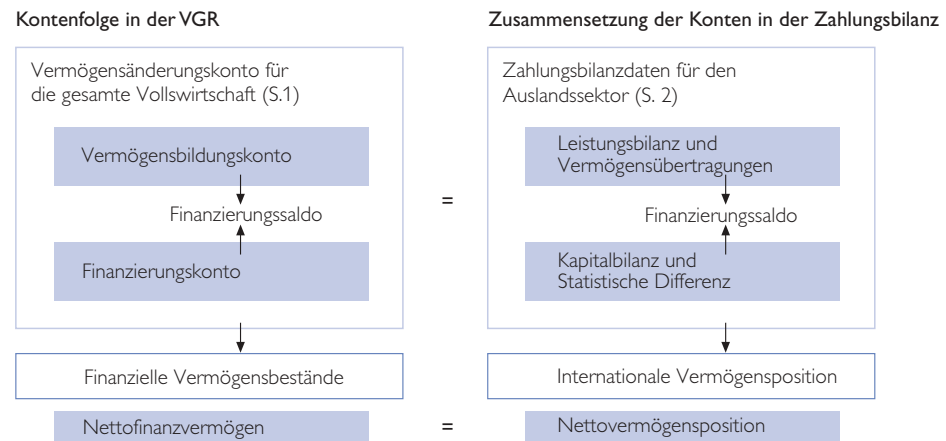 Kontenfolge in der VGR
Vermögensänderungskonto für
die gesamte Vollswirtschaft (S.1)
Vermögensbildungskonto
Finanzierungssaldo
Finanzierungskonto
Finanzielle Vermögensbestände
Nettofinanzvermögen
=
=
Zusammensetzung der Konten in der Zahlungsbilanz
Zahlungsbilanzdaten für den
Auslandssektor (S. 2)
Leistungsbilanz und
Vermögensübertragungen
Finanzierungssaldo
Kapitalbilanz und
Statistische Differenz
Internationale Vermögensposition
Nettovermögensposition